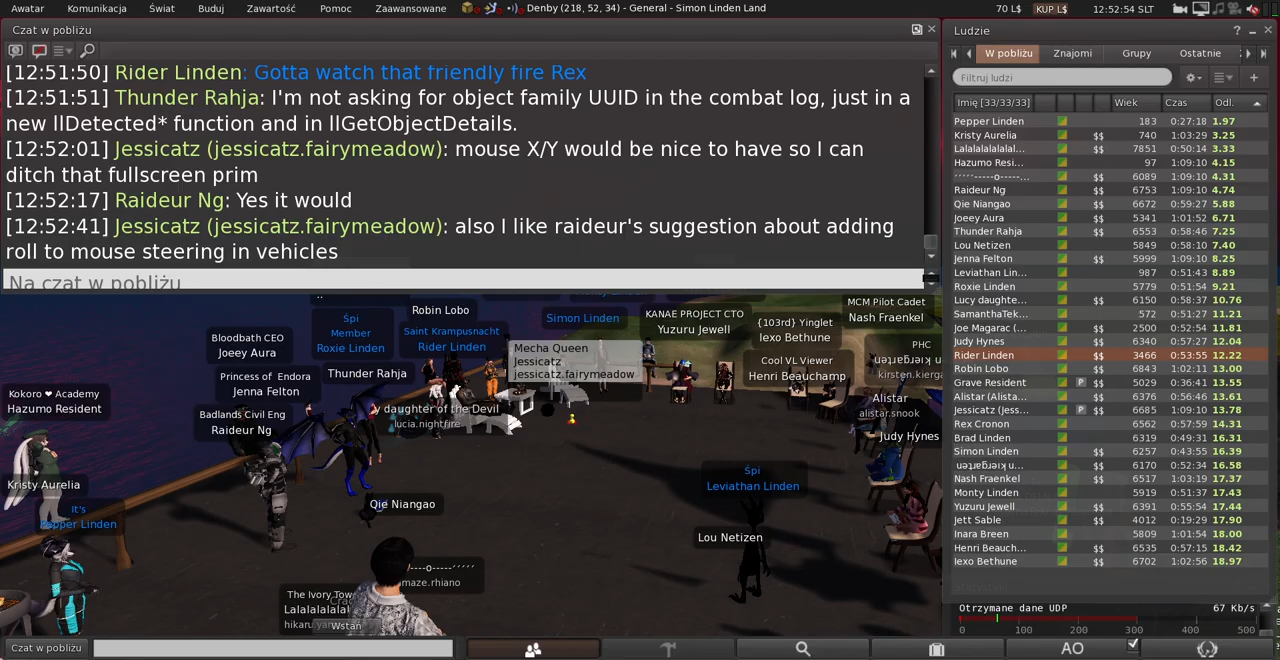 Awatar Komunikacja Świat Buduj Zawartość Pomoc Zaawansowane Denby (218, 52, 34) - General - Simon Linden Land 70 L$ KUP L$ 12:52:54 SLT
Czat w pobliżu
[12:51:50] Rider Linden: Gotta watch that friendly fire Rex
[12:51:51] Thunder Rahja: I'm not asking for object family UUID in the combat log, just in a
new llDetected* function and in llGetObjectDetails.
[12:52:01] Jessicatz (jessicatz.fairymeadow): mouse X/Y would be nice to have so I can
ditch that fullscreen prim
[12:52:17] Raideur Ng: Yes it would
[12:52:41] Jessicatz (jessicatz.fairymeadow): also I like raideur's suggestion about adding
roll to mouse steering in vehicles
Na czat w pobliżu
Robin Lobo
Śpi
Member
Roxie Linden
Saint Krampusnacht
Rider Linden
Simon Linden
KANAE PROJECT CTO
Yuzuru Jewell
MCM Pilot Cadet
Nash Fraenkel
{103rd} Yinglet
Iexo Bethune
Bloodbath CEO
Joeey Aura
Mecha Queen
Jessicatz
jessicatz.fairymeadow
PHC
kirsten.kierga
Cool VL Viewer
Henri Beauchamp
Thunder Rahja
Princess of Endora
Jenna Felton
Kokoro ❤ Academy
Hazumo Resident
Badlands Civil Eng
Raideur Ng
y daughter of the Devil
lucia.nightfire
Alistar
alistar.snook
Judy Hynes
Kristy Aurelia
Śpi
Leviathan Linden
It's
Pepper Linden
Qie Niangao
Lou Netizen
'----o-----´´´´´
maze.rhiano
The Ivory Tow
Lalalalalalal
hikaru.yam
Wstań
Czat w pobliżu
Ludzie
W pobliżu Znajomi Grupy Ostatnie
Filtruj ludzi
Imię [33/33/33] Wiek Czas Odl.
Pepper Linden 183 0:27:18 1.97
Kristy Aurelia $$ 740 1:03:29 3.25
Lalalalalalal... $$ 7851 0:50:14 3.33
Hazumo Resi... 97 1:09:10 4.15
´´´´´-----o-----... $$ 6089 1:09:10 4.31
Raideur Ng $$ 6753 1:09:10 4.74
Qie Niangao $$ 6672 0:59:27 5.88
Joeey Aura $$ 5341 1:01:52 6.71
Thunder Rahja $$ 6553 0:58:46 7.25
Lou Netizen 5849 0:58:10 7.40
Jenna Felton $$ 5999 1:09:10 8.25
Leviathan Lin... 987 0:51:43 8.89
Roxie Linden 5779 0:51:54 9.21
Lucy daughte... $$ 6150 0:58:37 10.76
SamanthaTek... 572 0:51:27 11.21
Joe Magarac (... $$ 2500 0:52:54 11.81
Judy Hynes $$ 6340 0:57:27 12.04
Rider Linden $$ 3466 0:53:55 12.22
Robin Lobo $$ 6843 1:02:11 13.00
Grave Resident P $$ 5029 0:36:41 13.55
Alistar (Alista... $$ 6376 0:56:46 13.61
Jessicatz (Jess... P $$ 6685 1:09:10 13.78
Rex Cronon 6562 0:57:59 14.31
Brad Linden 6319 0:49:31 16.31
Simon Linden $$ 6257 0:43:55 16.39
$$ 6170 0:52:34 16.58
Nash Fraenkel $$ 6517 1:03:19 17.37
Monty Linden 5919 0:51:37 17.43
Yuzuru Jewell $$ 6391 0:55:54 17.44
Jett Sable $$ 4012 0:19:29 17.90
Inara Breen 5809 1:01:54 18.00
Henri Beauch... $$ 6535 0:57:15 18.42
Iexo Bethune $$ 6702 1:02:56 18.97
Otrzymane dane UDP 67 Kb/s
0 100 200 300 400 500
AO